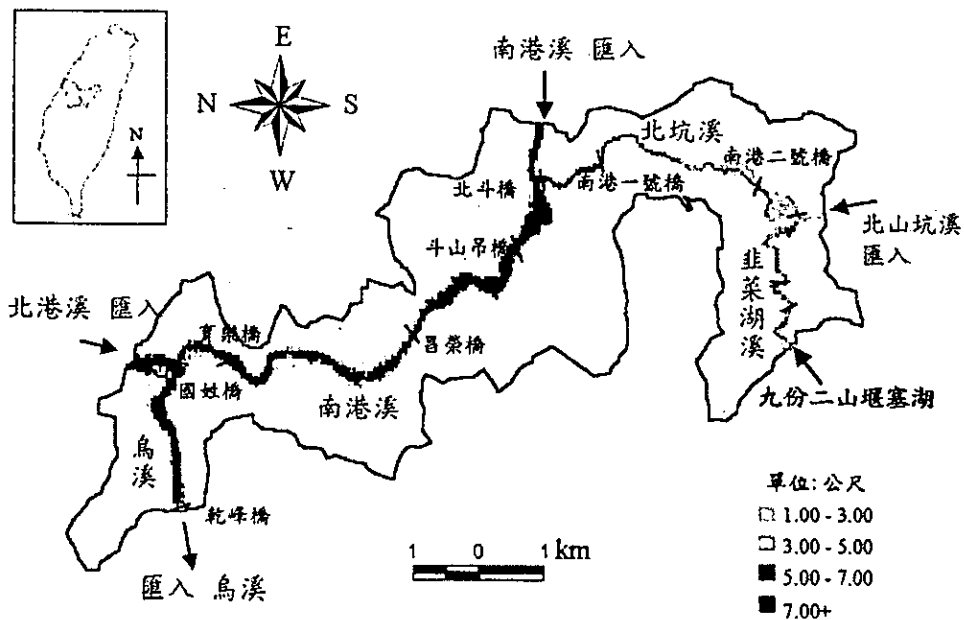 E
N
S
W
N
南港溪 匯入
北坑溪
南港二號橋
南港一號橋
北斗橋
北山坑溪
匯入
斗山吊橋
韭菜湖溪
北港溪 匯入
昌榮橋
國姓橋
九份二山堰塞湖
南港溪
烏溪
乾峰橋
匯入 烏溪
1 0 1 km
單位: 公尺
1.00 - 3.00
3.00 - 5.00
5.00 - 7.00
7.00+